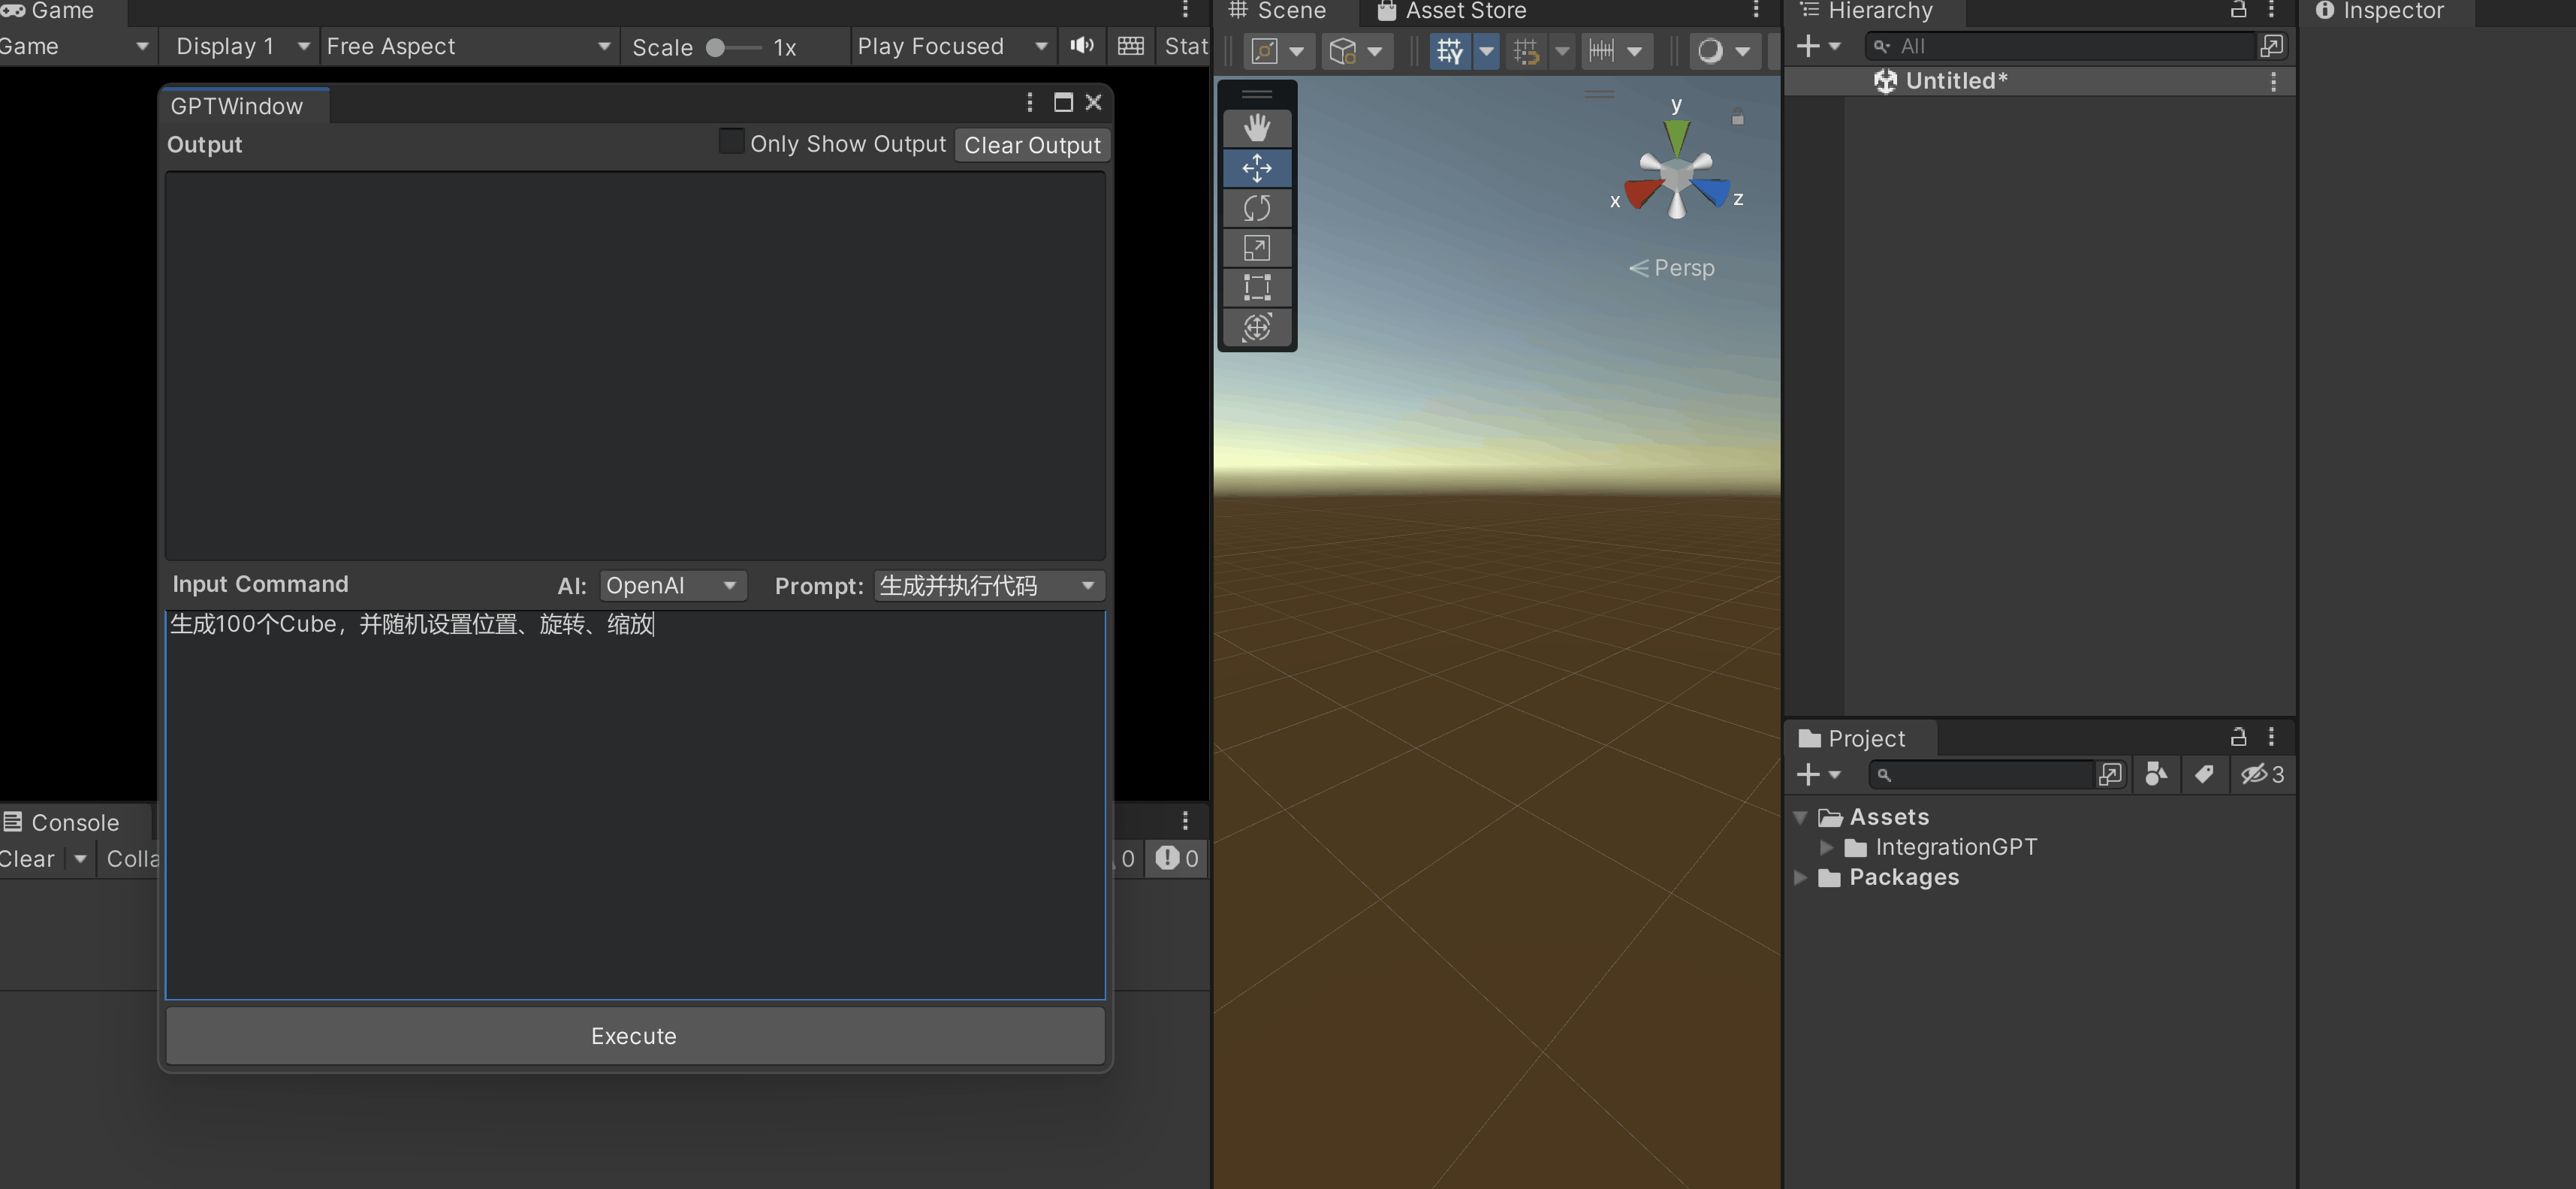 Game
Game
Display 1
Free Aspect
Scale
1x
Play Focused
Stat
GPTWindow
Output
Only Show Output
Clear Output
Input Command
AI:
OpenAI
Prompt:
生成并执行代码
生成100个Cube，并随机设置位置、旋转、缩放
Execute
Console
Clear
Colla
0
0
Scene
Asset Store
y
x
z
Persp
Hierarchy
All
Untitled*
Project
3
Assets
IntegrationGPT
Packages
Inspector